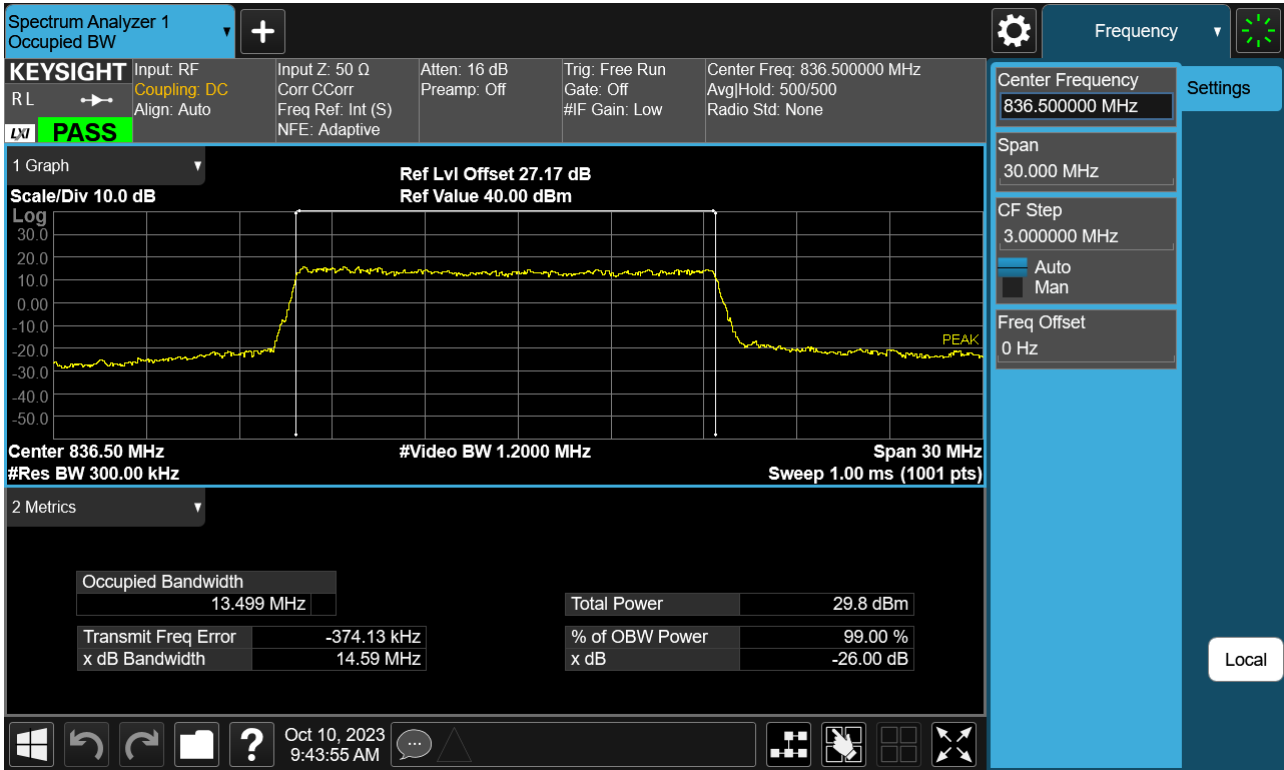 Spectrum Analyzer 1
Occupied BW
▼
+
Frequency
▼
KEYSIGHT
R L
LXI
PASS
Input: RF
Coupling: DC
Align: Auto
Input Z: 50 Ω
Corr CCorr
Freq Ref: Int (S)
NFE: Adaptive
Atten: 16 dB
Preamp: Off
Trig: Free Run
Gate: Off
#IF Gain: Low
Center Freq: 836.500000 MHz
Avg|Hold: 500/500
Radio Std: None
Center Frequency
836.500000 MHz
Settings
Span
30.000 MHz
CF Step
3.000000 MHz
Auto
Man
Freq Offset
0 Hz
Local
1 Graph
▼
Scale/Div 10.0 dB
Ref Lvl Offset 27.17 dB
Ref Value 40.00 dBm
Log
30.0
20.0
10.0
0.00
-10.0
-20.0
-30.0
-40.0
-50.0
PEAK
Center 836.50 MHz
#Video BW 1.2000 MHz
Span 30 MHz
#Res BW 300.00 kHz
Sweep 1.00 ms (1001 pts)
2 Metrics
▼
Occupied Bandwidth
13.499 MHz
Total Power 29.8 dBm
Transmit Freq Error -374.13 kHz
% of OBW Power 99.00 %
x dB Bandwidth 14.59 MHz
x dB -26.00 dB
?
Oct 10, 2023
9:43:55 AM